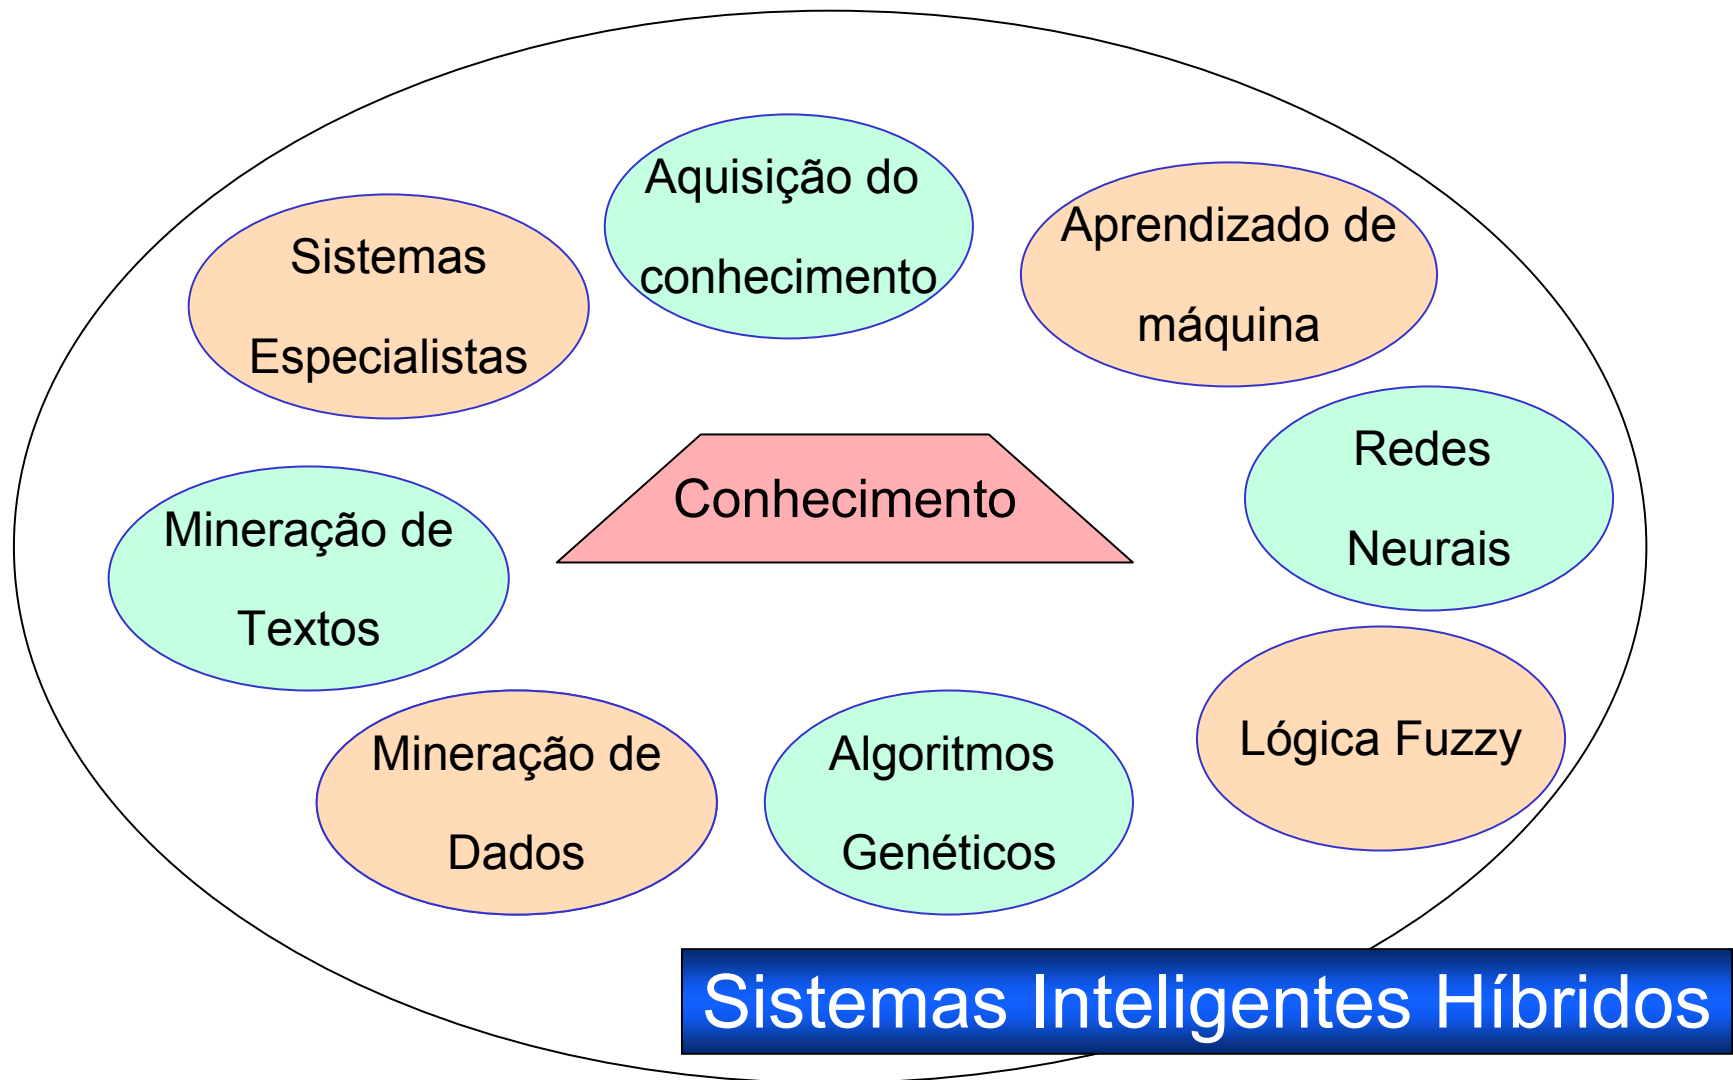 Aquisição do
conhecimento
Aprendizado de
máquina
Sistemas
Especialistas
Redes
Neurais
Conhecimento
Mineração de
Textos
Lógica Fuzzy
Mineração de
Dados
Algoritmos
Genéticos
Sistemas Inteligentes Híbridos